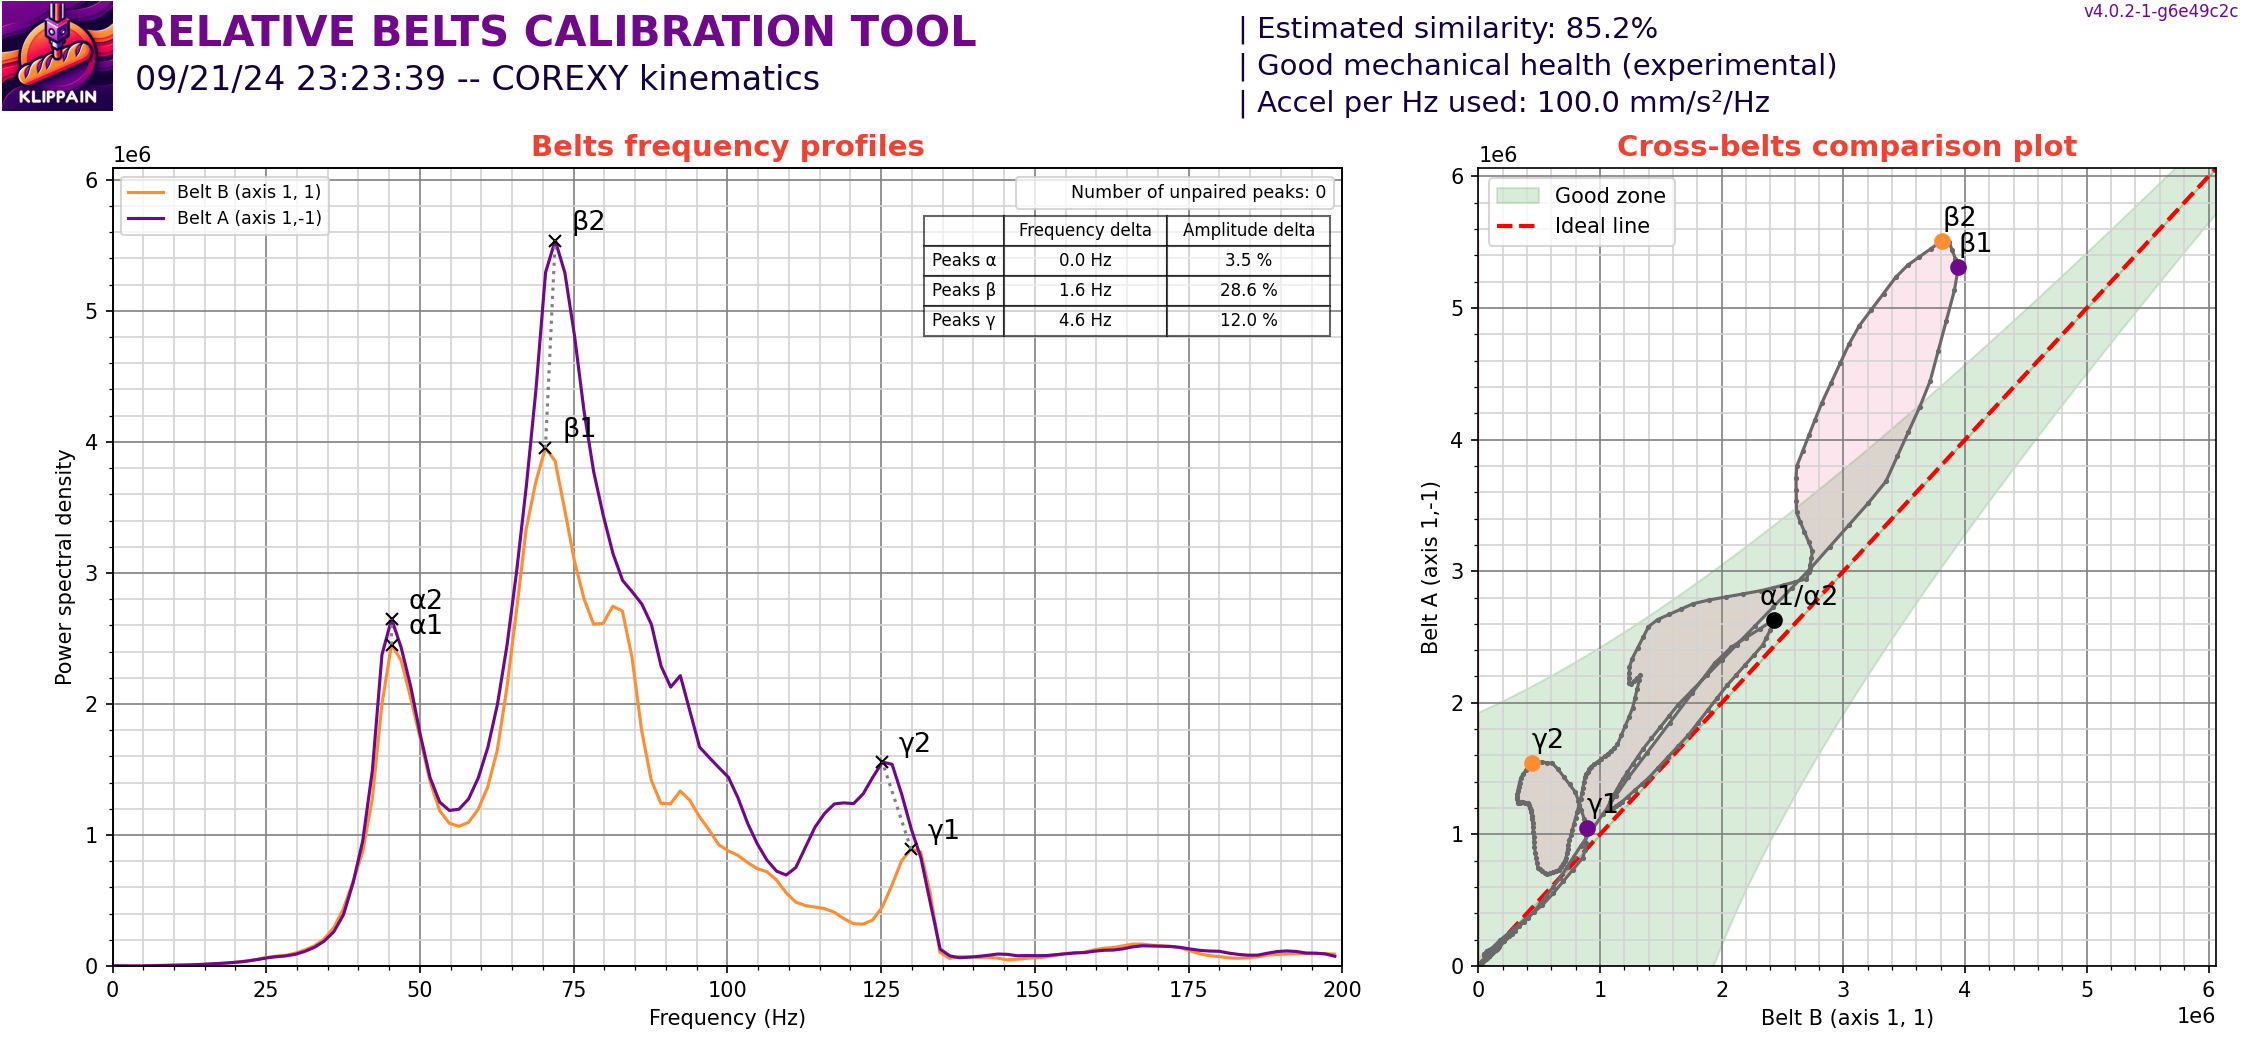 KLIPPAIN
RELATIVE BELTS CALIBRATION TOOL
09/21/24 23:23:39 -- COREXY kinematics
| Estimated similarity: 85.2%
| Good mechanical health (experimental)
| Accel per Hz used: 100.0 mm/s²/Hz
v4.0.2-1-g6e49c2c
Belts frequency profiles
1e6
Belt B (axis 1, 1)
Belt A (axis 1,-1)
Number of unpaired peaks: 0
Frequency delta Amplitude delta
Peaks α 0.0 Hz 3.5 %
Peaks β 1.6 Hz 28.6 %
Peaks γ 4.6 Hz 12.0 %
β2
β1
α2
α1
γ2
γ1
Power spectral density
6
5
4
3
2
1
0
0 25 50 75 100 125 150 175 200
Frequency (Hz)
Cross-belts comparison plot
1e6
Good zone
Ideal line
β2
β1
α1/α2
γ2
γ1
Belt A (axis 1,-1)
6
5
4
3
2
1
0
0 1 2 3 4 5 6
Belt B (axis 1, 1)
1e6